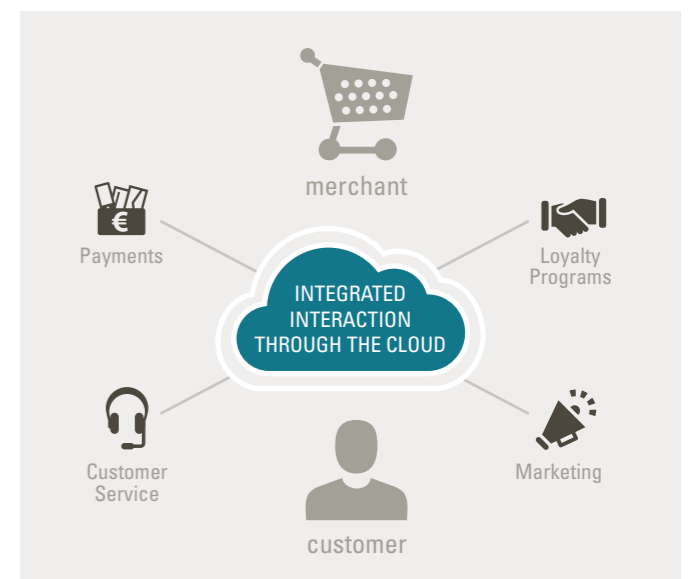 merchant
€
Payments
Loyalty
Programs
INTEGRATED
INTERACTION
THROUGH THE CLOUD
Customer
Service
Marketing
customer